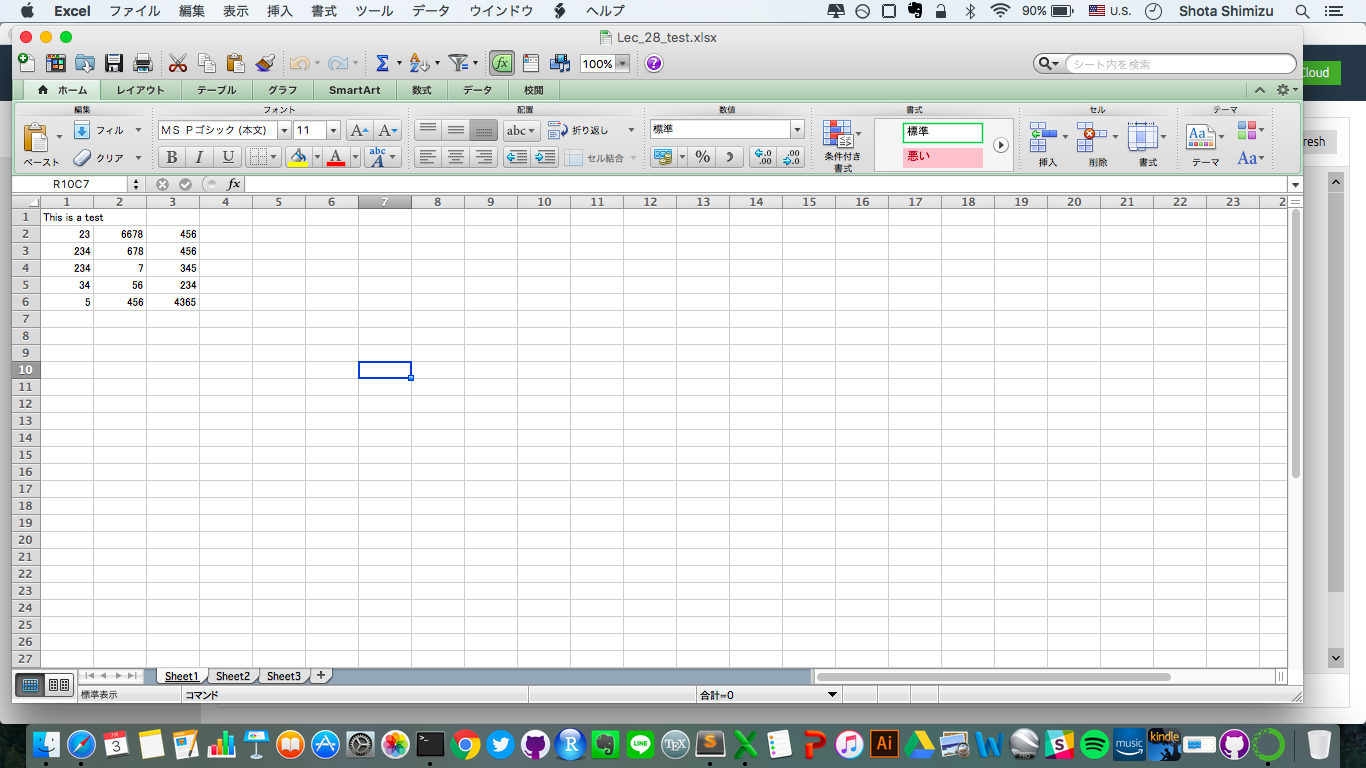 Excel ファイル 編集 表示 挿入 書式 ツール データ ウインドウ ヘルプ 90% U.S. Shota Shimizu
Lec_28_test.xlsx
100% シート内を検索 Cloud
ホーム レイアウト テーブル グラフ SmartArt 数式 データ 校閲
編集 フォント 配置 数値 書式 セル テーマ
フィル ＭＳ Ｐゴシック (本文) 11 A A abc 折り返し 標準 標準 resh
ペースト クリア B I U A abc セル結合 % 条件付き書式 悪い 挿入 削除 書式 Aa テーマ Aa
R10C7 fx
1 2 3 4 5 6 7 8 9 10 11 12 13 14 15 16 17 18 19 20 21 22 23 2
1 This is a test
2 23 6678 456
3 234 678 456
4 234 7 345
5 34 56 234
6 5 456 4365
7
8
9
10
11
12
13
14
15
16
17
18
19
20
21
22
23
24
25
26
27
Sheet1 Sheet2 Sheet3 +
標準表示 コマンド 合計=0
3 R TEX S X P Ai W S music kindle